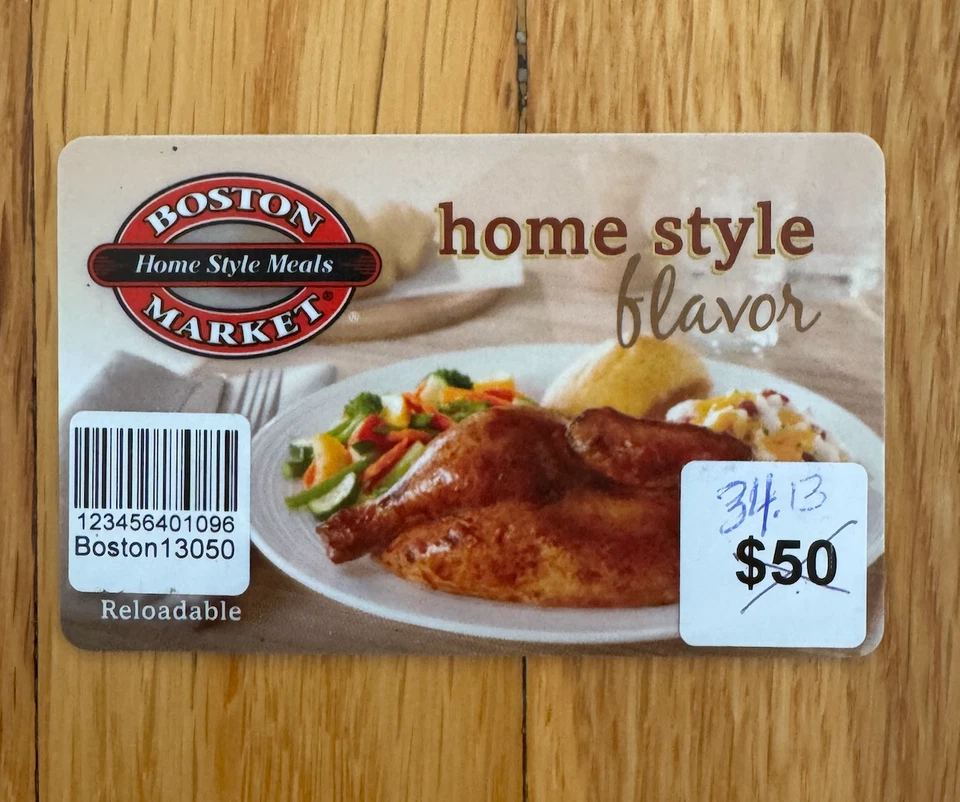 BOSTON
Home Style Meals
MARKET®
®
home style
flavor
123456401096
Boston13050
Reloadable
34.13
$50